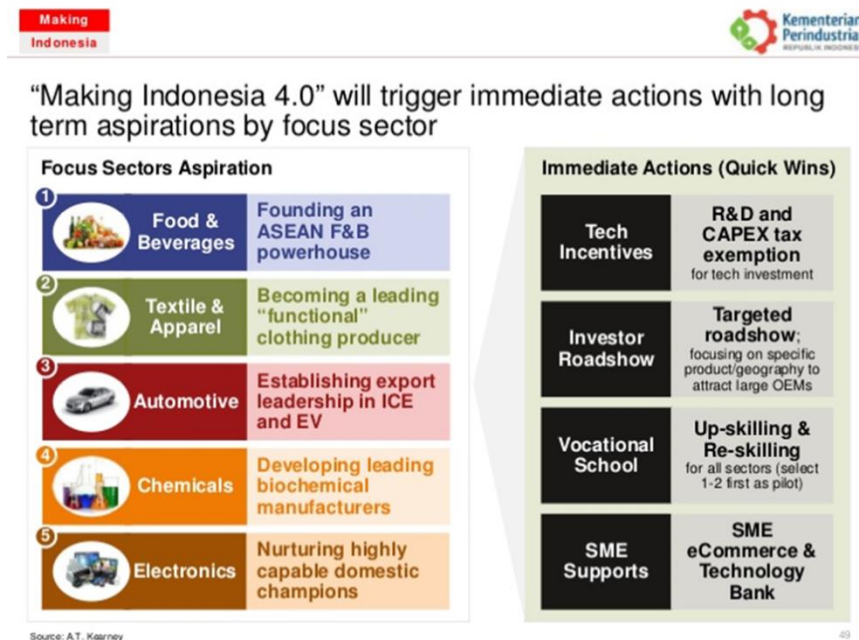 Making
Indonesia
Kementerian
Perindustria
REPUBLIK INDONES
“Making Indonesia 4.0” will trigger immediate actions with long
term aspirations by focus sector
Focus Sectors Aspiration
1
Food &
Beverages
Founding an
ASEAN F&B
powerhouse
2
Textile &
Apparel
Becoming a leading
“functional”
clothing producer
3
Automotive
Establishing export
leadership in ICE
and EV
4
Chemicals
Developing leading
biochemical
manufacturers
5
Electronics
Nurturing highly
capable domestic
champions
Immediate Actions (Quick Wins)
Tech
Incentives
R&D and
CAPEX tax
exemption
for tech investment
Investor
Roadshow
Targeted
roadshow;
focusing on specific
product/geography to
attract large OEMs
Vocational
School
Up-skilling &
Re-skilling
for all sectors (select
1-2 first as pilot)
SME
Supports
SME
eCommerce &
Technology
Bank
Source: A.T. Kearney
49